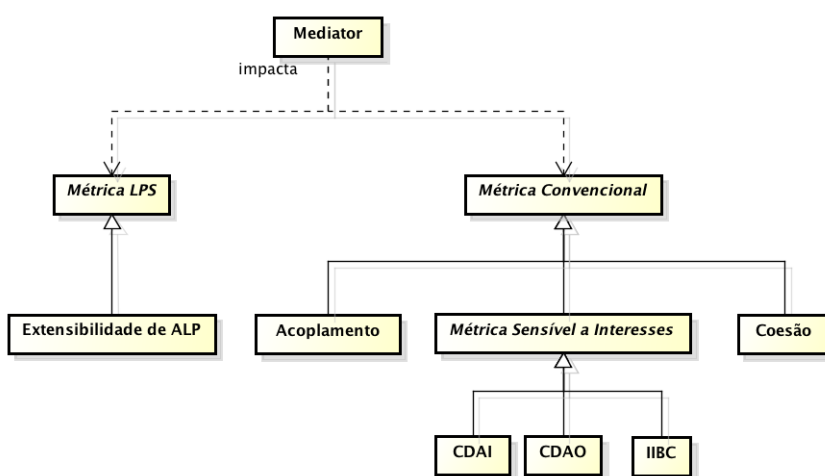 Mediator
impacta
Métrica LPS
Métrica Convencional
Extensibilidade de ALP
Acoplamento
Métrica Sensível a Interesses
Coesão
CDAI
CDAO
IIBC